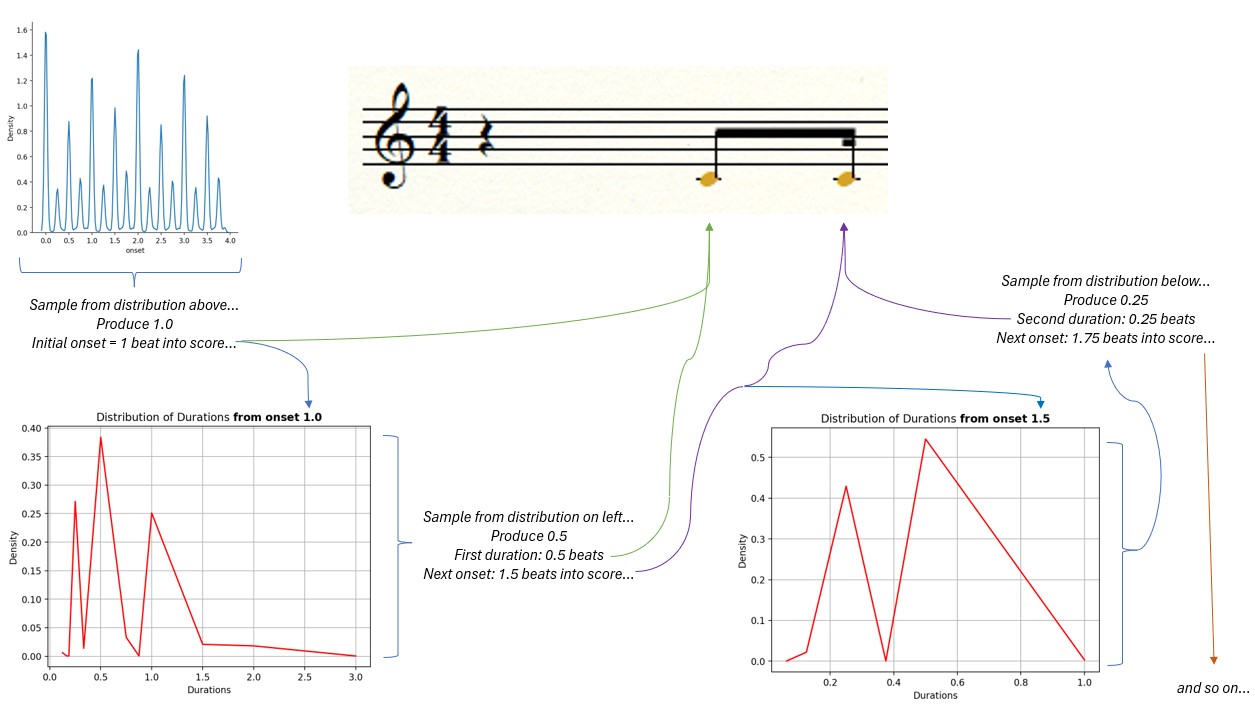 1.6
1.4
1.2
1.0
0.8
0.6
0.4
0.2
0.0
Density
0.0 0.5 1.0 1.5 2.0 2.5 3.0 3.5 4.0
onset
4
4
Sample from distribution above...
Produce 1.0
Initial onset = 1 beat into score...
Sample from distribution below...
Produce 0.25
Second duration: 0.25 beats
Next onset: 1.75 beats into score...
Distribution of Durations from onset 1.0
0.40
0.35
0.30
0.25
0.20
0.15
0.10
0.05
0.00
Density
0.0 0.5 1.0 1.5 2.0 2.5 3.0
Durations
Sample from distribution on left...
Produce 0.5
First duration: 0.5 beats
Next onset: 1.5 beats into score...
Distribution of Durations from onset 1.5
0.5
0.4
0.3
0.2
0.1
0.0
Density
0.2 0.4 0.6 0.8 1.0
Durations
and so on...